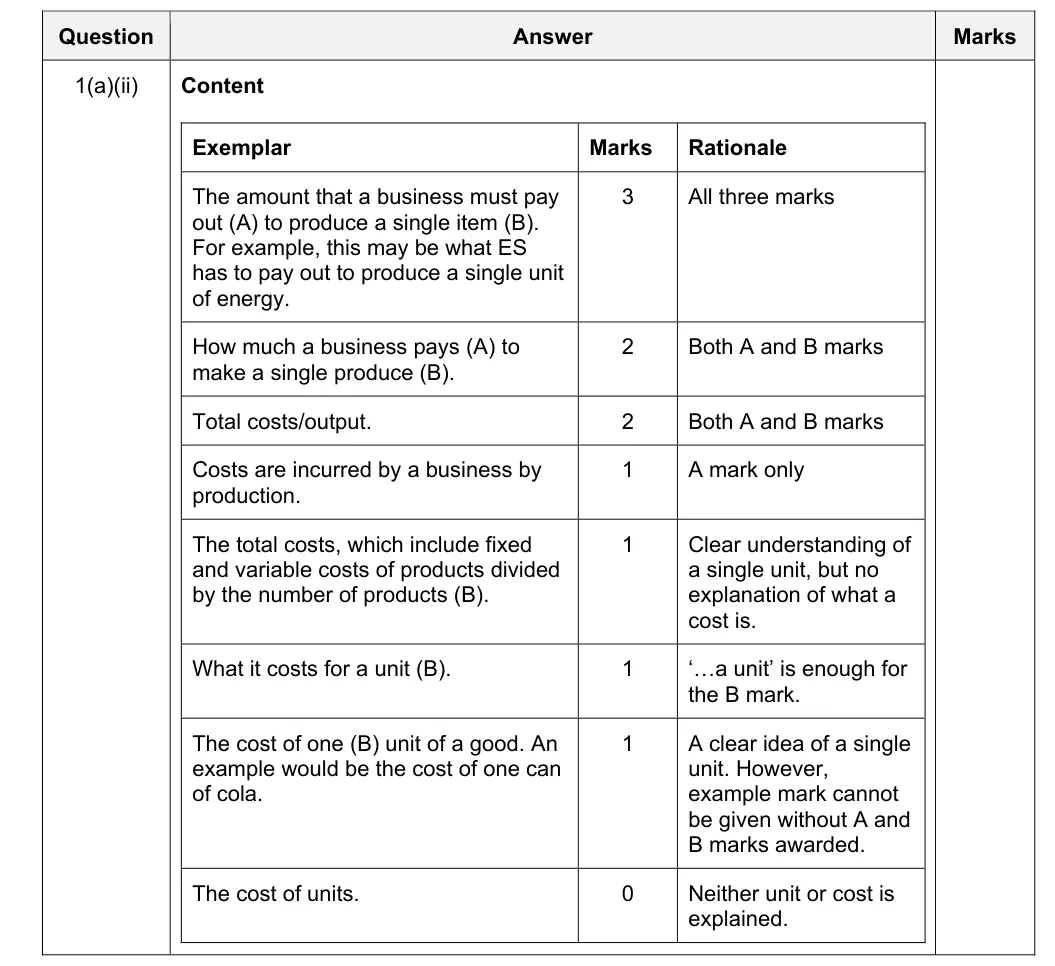 Question Answer Marks
1(a)(ii) Content
Exemplar Marks Rationale
The amount that a business must pay 3 All three marks
out (A) to produce a single item (B).
For example, this may be what ES
has to pay out to produce a single unit
of energy.
How much a business pays (A) to 2 Both A and B marks
make a single produce (B).
Total costs/output. 2 Both A and B marks
Costs are incurred by a business by 1 A mark only
production.
The total costs, which include fixed 1 Clear understanding of
and variable costs of products divided a single unit, but no
by the number of products (B). explanation of what a
cost is.
What it costs for a unit (B). 1 ‘…a unit’ is enough for
the B mark.
The cost of one (B) unit of a good. An 1 A clear idea of a single
example would be the cost of one can unit. However,
of cola. example mark cannot
be given without A and
B marks awarded.
The cost of units. 0 Neither unit or cost is
explained.